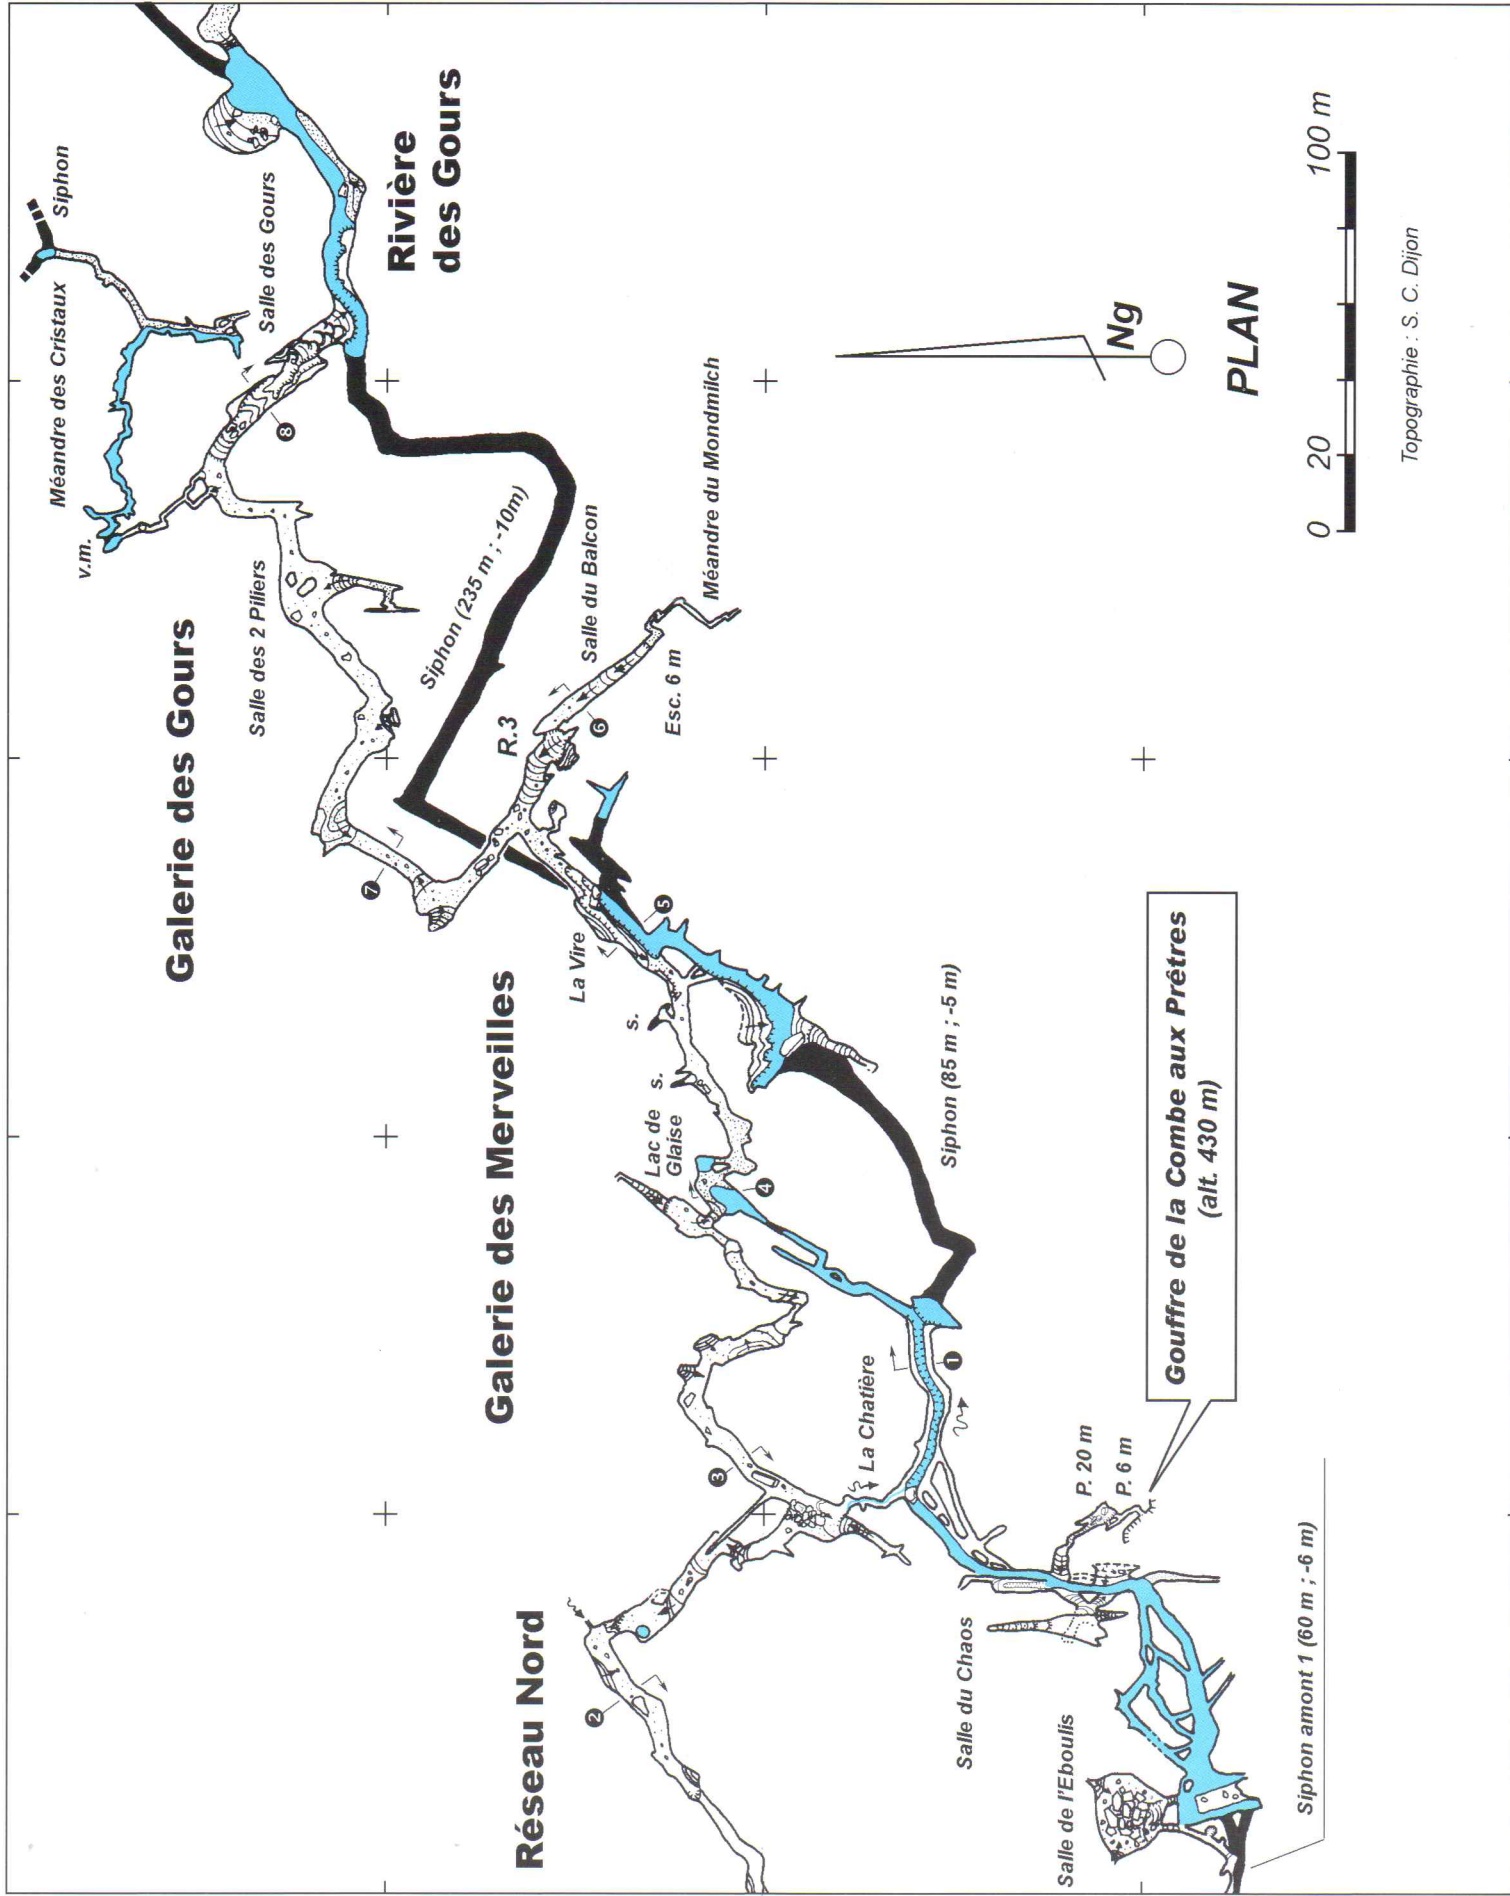 Siphon
Méandre des Cristaux
v.m.
Salle des Gours
Rivière
des Gours
8
Galerie des Gours
Salle des 2 Piliers
Siphon (235 m ; -10m)
7
R.3
Salle du Balcon
6
Esc. 6 m
Méandre du Mondmilch
Galerie des Merveilles
La Vire
5
s.
s.
Lac de
Glaise
4
Siphon (85 m ; -5 m)
Réseau Nord
3
2
La Chatière
1
P. 20 m
P. 6 m
Gouffre de la Combe aux Prêtres
(alt. 430 m)
Salle du Chaos
Salle de l'Eboulis
Siphon amont 1 (60 m ; -6 m)
Ng
PLAN
0 20 100 m
Topographie : S. C. Dijon